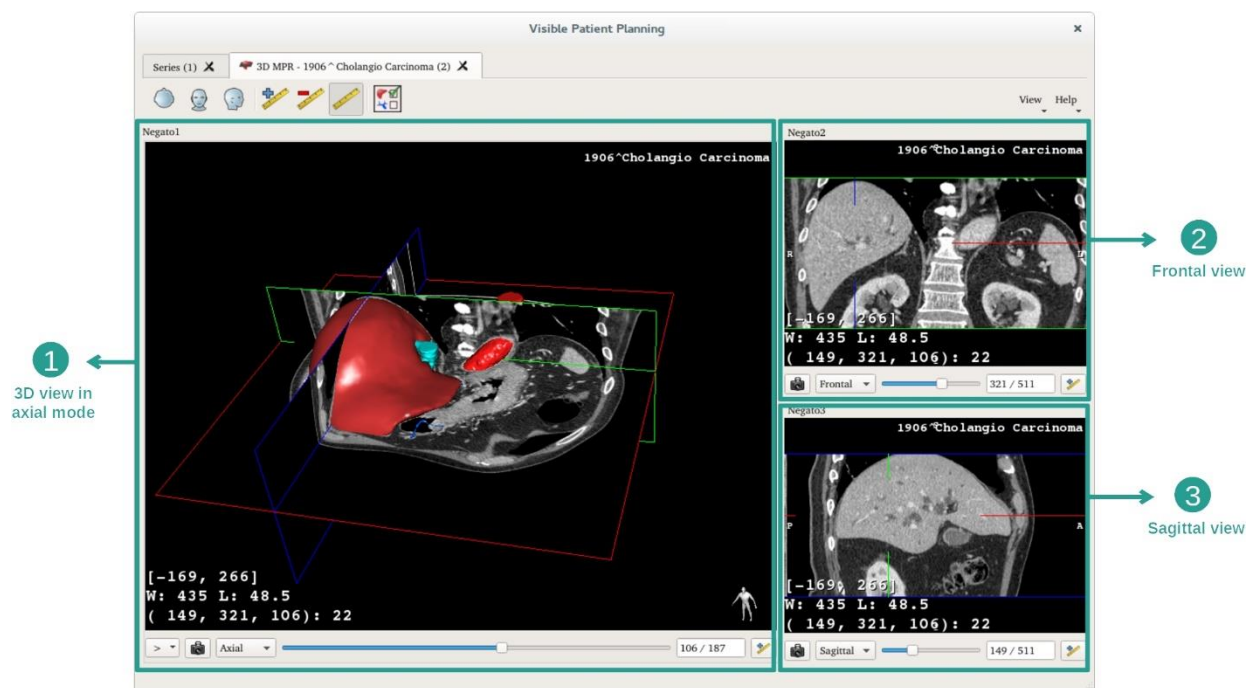 Visible Patient Planning
Series (1)
3D MPR - 1906^Cholangio Carcinoma (2)
View Help
Negato1
1906^Cholangio Carcinoma
[-169, 266]
W: 435 L: 48.5
( 149, 321, 106): 22
>
Axial
106 / 187
Negato2
1906^Cholangio Carcinoma
R
L
[-169, 266]
W: 435 L: 48.5
( 149, 321, 106): 22
Frontal
321 / 511
Negato3
1906^Cholangio Carcinoma
P
A
[-169, 266]
W: 435 L: 48.5
( 149, 321, 106): 22
Sagittal
149 / 511
1
3D view in
axial mode
2
Frontal view
3
Sagittal view